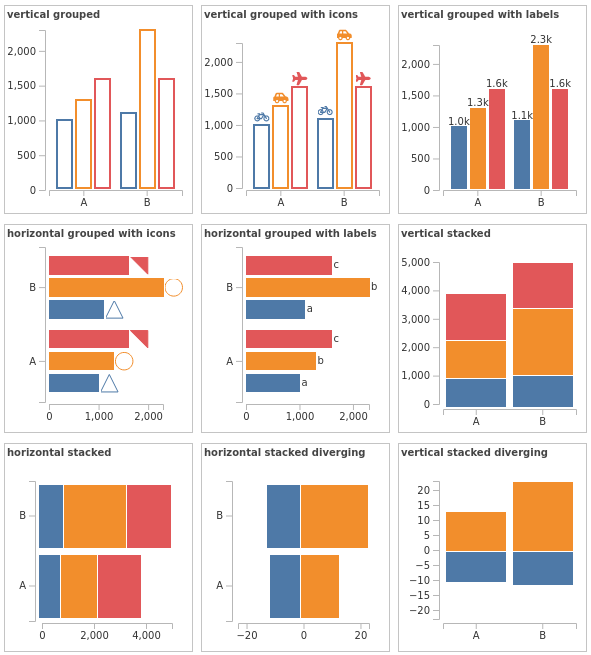 vertical grouped
2,000
1,500
1,000
500
0
A B
vertical grouped with icons
2,000
1,500
1,000
500
0
A B
vertical grouped with labels
2,000
1,500
1,000
500
0
1.0k 1.3k 1.6k 1.1k 2.3k 1.6k
A B
horizontal grouped with icons
B
A
0 1,000 2,000
horizontal grouped with labels
B
A
c
b
a
c
b
a
0 1,000 2,000
vertical stacked
5,000
4,000
3,000
2,000
1,000
0
A B
horizontal stacked
B
A
0 2,000 4,000
horizontal stacked diverging
B
A
−20 0 20
vertical stacked diverging
20
15
10
5
0
−5
−10
−15
−20
A B